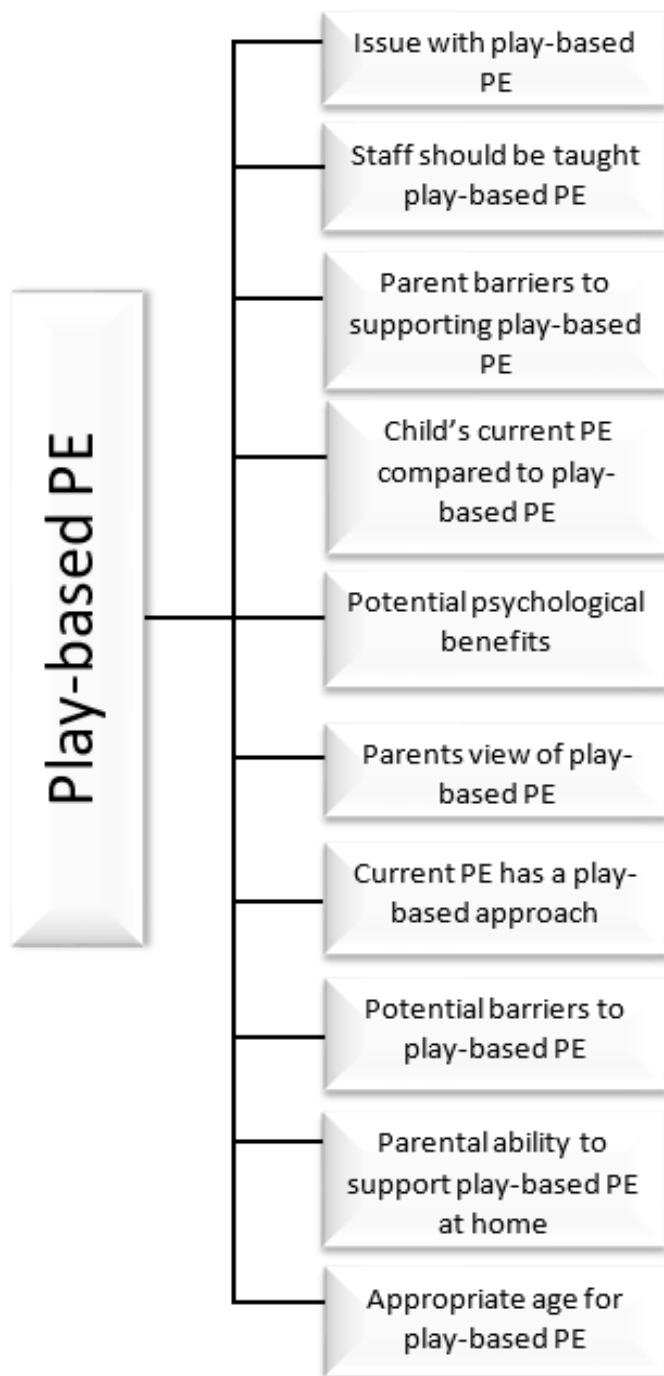 Play-based PE
Issue with play-based
PE
Staff should be taught
play-based PE
Parent barriers to
supporting play-based
PE
Child’s current PE
compared to play-
based PE
Potential psychological
benefits
Parents view of play-
based PE
Current PE has a play-
based approach
Potential barriers to
play-based PE
Parental ability to
support play-based PE
at home
Appropriate age for
play-based PE